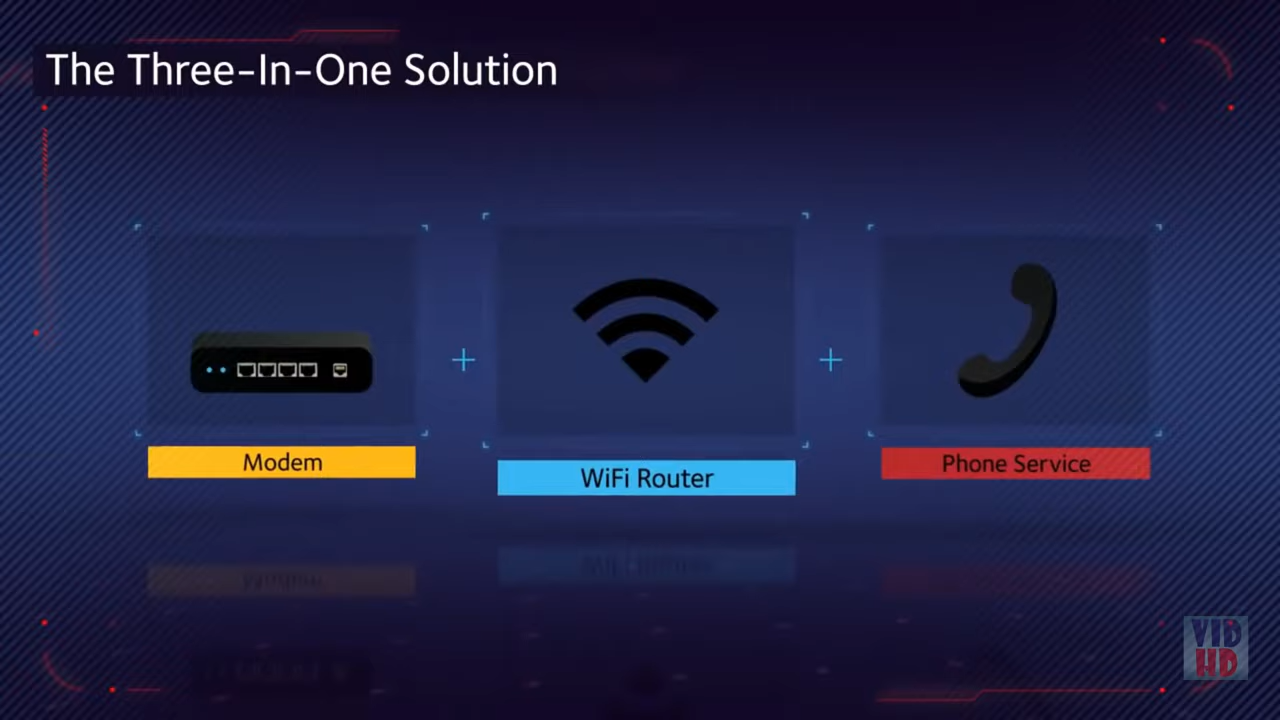 The Three-In-One Solution
Modem
WiFi Router
Phone Service
VID
HD